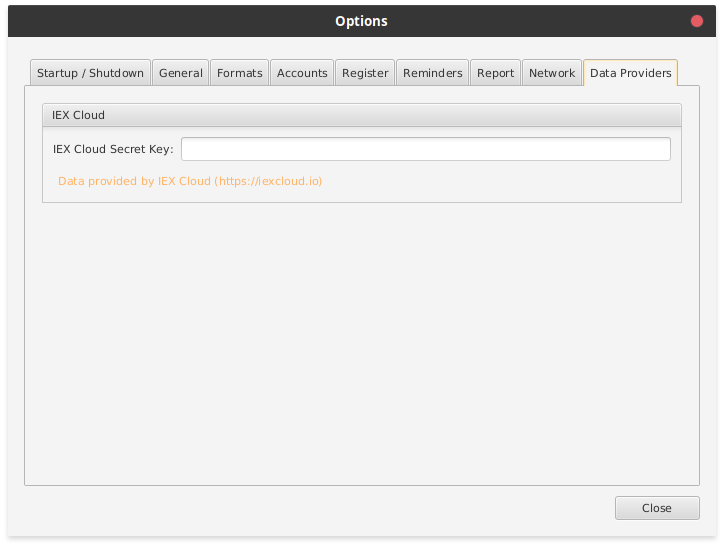 Options
Startup / Shutdown General Formats Accounts Register Reminders Report Network Data Providers
IEX Cloud
IEX Cloud Secret Key:
Data provided by IEX Cloud (https://iexcloud.io)
Close